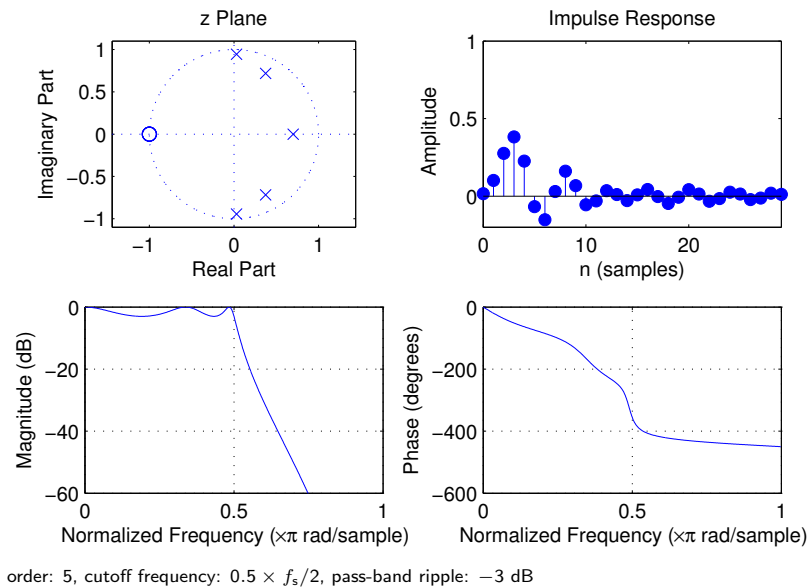 z Plane
1
0.5
0
−0.5
−1
−1 0 1
Imaginary Part
Real Part
Impulse Response
1
0.5
0
0 10 20
Amplitude
n (samples)
0
−20
−40
−60
0 0.5 1
Magnitude (dB)
Normalized Frequency (×π rad/sample)
0
−200
−400
−600
0 0.5 1
Phase (degrees)
Normalized Frequency (×π rad/sample)
order: 5, cutoff frequency: 0.5 × fs/2, pass-band ripple: −3 dB